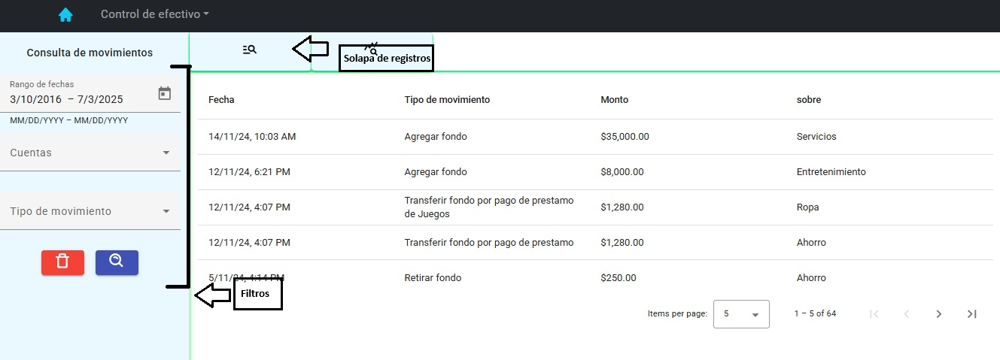 Control de efectivo
Consulta de movimientos
Solapa de registros
Rango de fechas
3/10/2016 – 7/3/2025
MM/DD/YYYY – MM/DD/YYYY
Cuentas
Tipo de movimiento
Filtros
Fecha Tipo de movimiento Monto sobre
14/11/24, 10:03 AM Agregar fondo $35,000.00 Servicios
12/11/24, 6:21 PM Agregar fondo $8,000.00 Entretenimiento
12/11/24, 4:07 PM Transferir fondo por pago de prestamo $1,280.00 Ropa
de Juegos
12/11/24, 4:07 PM Transferir fondo por pago de prestamo $1,280.00 Ahorro
5/11/24, 4:14 PM Retirar fondo $250.00 Ahorro
Items per page: 5 1 – 5 of 64